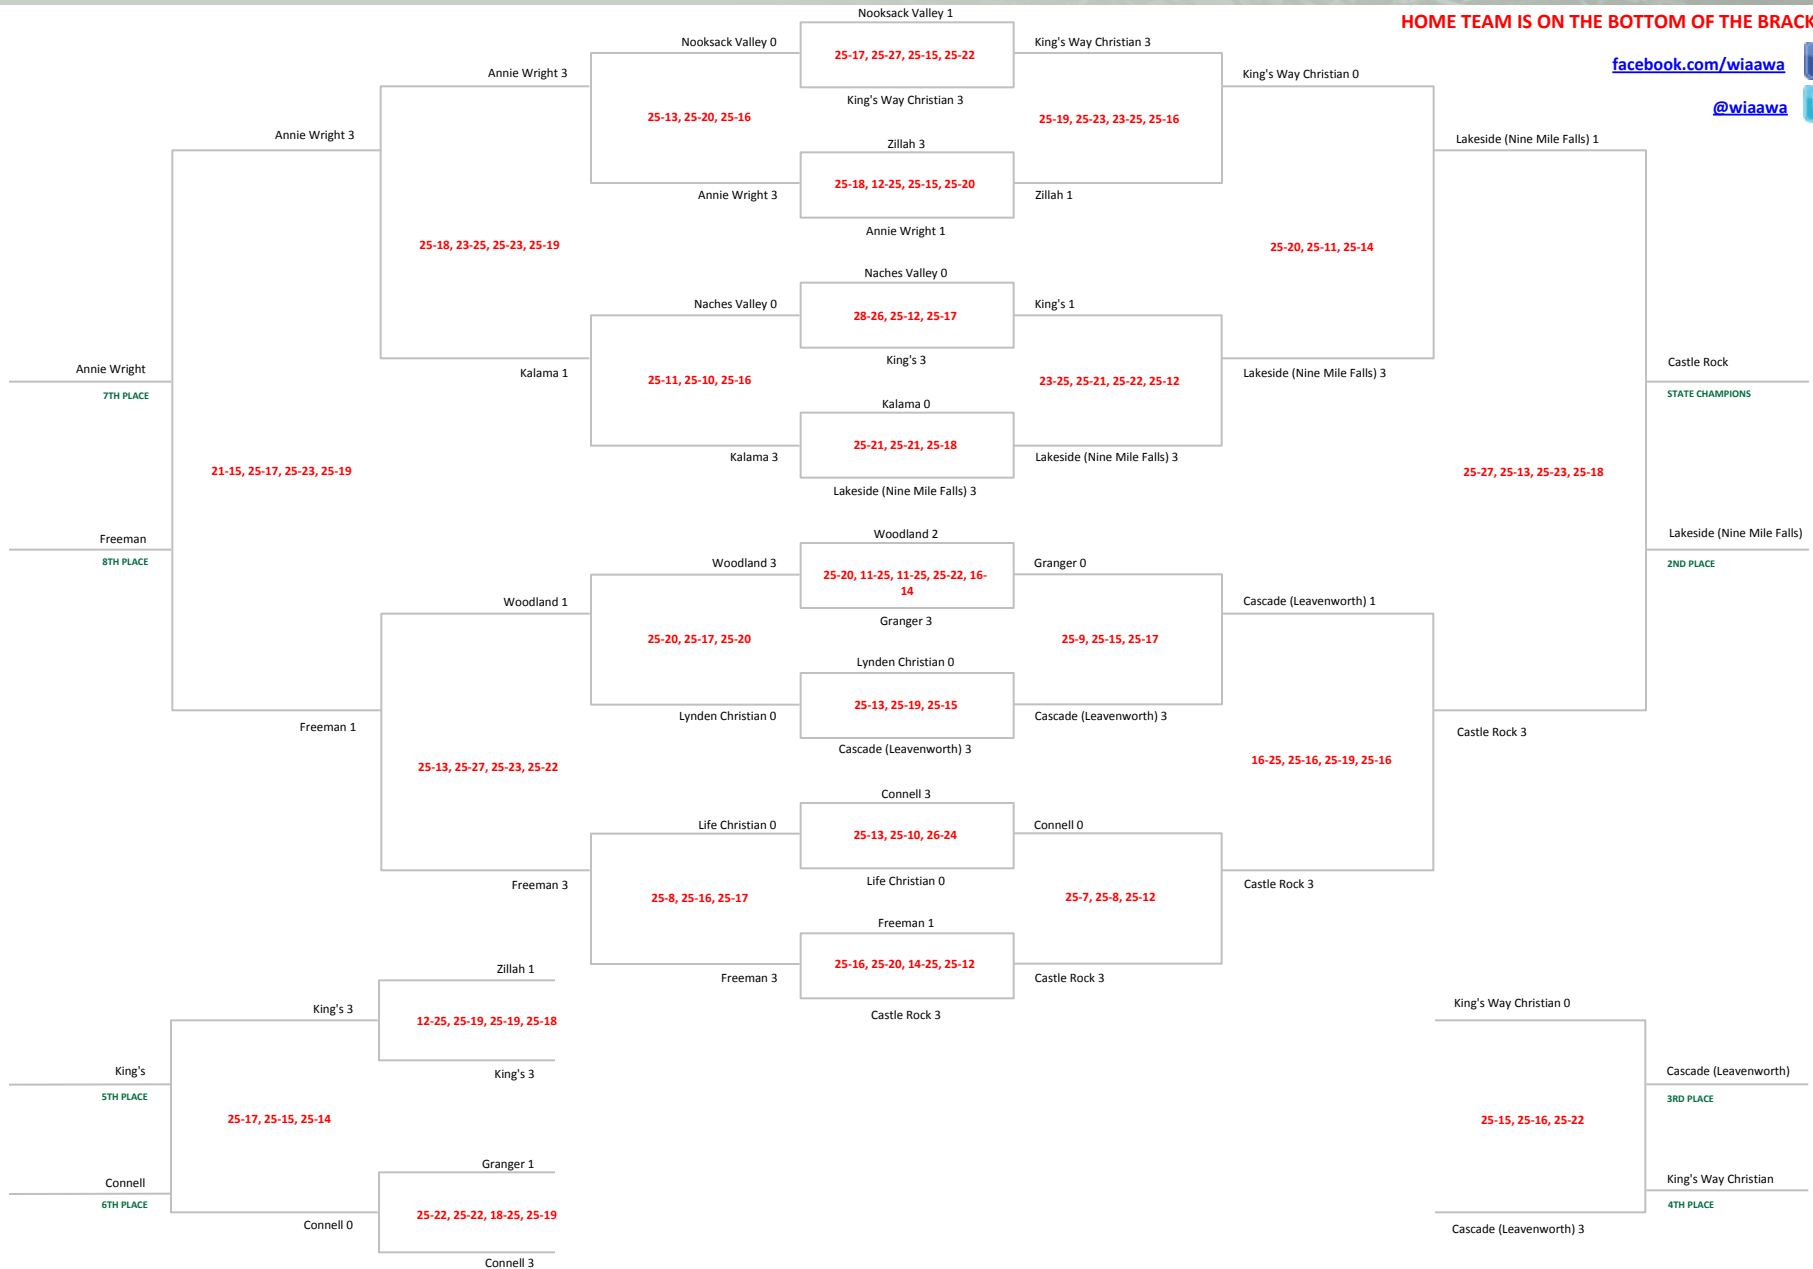 Nooksack Valley 1
HOME TEAM IS ON THE BOTTOM OF THE BRACK
Nooksack Valley 0
25-17, 25-27, 25-15, 25-22
King's Way Christian 3
facebook.com/wiaawa
Annie Wright 3
King's Way Christian 0
King's Way Christian 3
@wiaawa
25-13, 25-20, 25-16
25-19, 25-23, 23-25, 25-16
Annie Wright 3
Zillah 3
Lakeside (Nine Mile Falls) 1
25-18, 12-25, 25-15, 25-20
Annie Wright 3
Zillah 1
Annie Wright 1
25-18, 23-25, 25-23, 25-19
25-20, 25-11, 25-14
Naches Valley 0
Naches Valley 0
King's 1
28-26, 25-12, 25-17
King's 3
Annie Wright
Kalama 1
Lakeside (Nine Mile Falls) 3
Castle Rock
25-11, 25-10, 25-16
23-25, 25-21, 25-22, 25-12
7TH PLACE
STATE CHAMPIONS
Kalama 0
25-21, 25-21, 25-18
Kalama 3
Lakeside (Nine Mile Falls) 3
21-15, 25-17, 25-23, 25-19
25-27, 25-13, 25-23, 25-18
Lakeside (Nine Mile Falls) 3
Woodland 2
Freeman
Lakeside (Nine Mile Falls)
8TH PLACE
2ND PLACE
Woodland 3
25-20, 11-25, 11-25, 25-22, 16-
14
Granger 0
Woodland 1
Cascade (Leavenworth) 1
Granger 3
25-20, 25-17, 25-20
25-9, 25-15, 25-17
Lynden Christian 0
25-13, 25-19, 25-15
Lynden Christian 0
Cascade (Leavenworth) 3
Freeman 1
Castle Rock 3
Cascade (Leavenworth) 3
25-13, 25-27, 25-23, 25-22
16-25, 25-16, 25-19, 25-16
Connell 3
Life Christian 0
25-13, 25-10, 26-24
Connell 0
Life Christian 0
Freeman 3
Castle Rock 3
25-8, 25-16, 25-17
25-7, 25-8, 25-12
Freeman 1
25-16, 25-20, 14-25, 25-12
Zillah 1
Freeman 3
Castle Rock 3
King's 3
King's Way Christian 0
Castle Rock 3
12-25, 25-19, 25-19, 25-18
King's
King's 3
Cascade (Leavenworth)
5TH PLACE
3RD PLACE
25-17, 25-15, 25-14
25-15, 25-16, 25-22
Granger 1
Connell
King's Way Christian
6TH PLACE
4TH PLACE
25-22, 25-22, 18-25, 25-19
Connell 0
Cascade (Leavenworth) 3
Connell 3